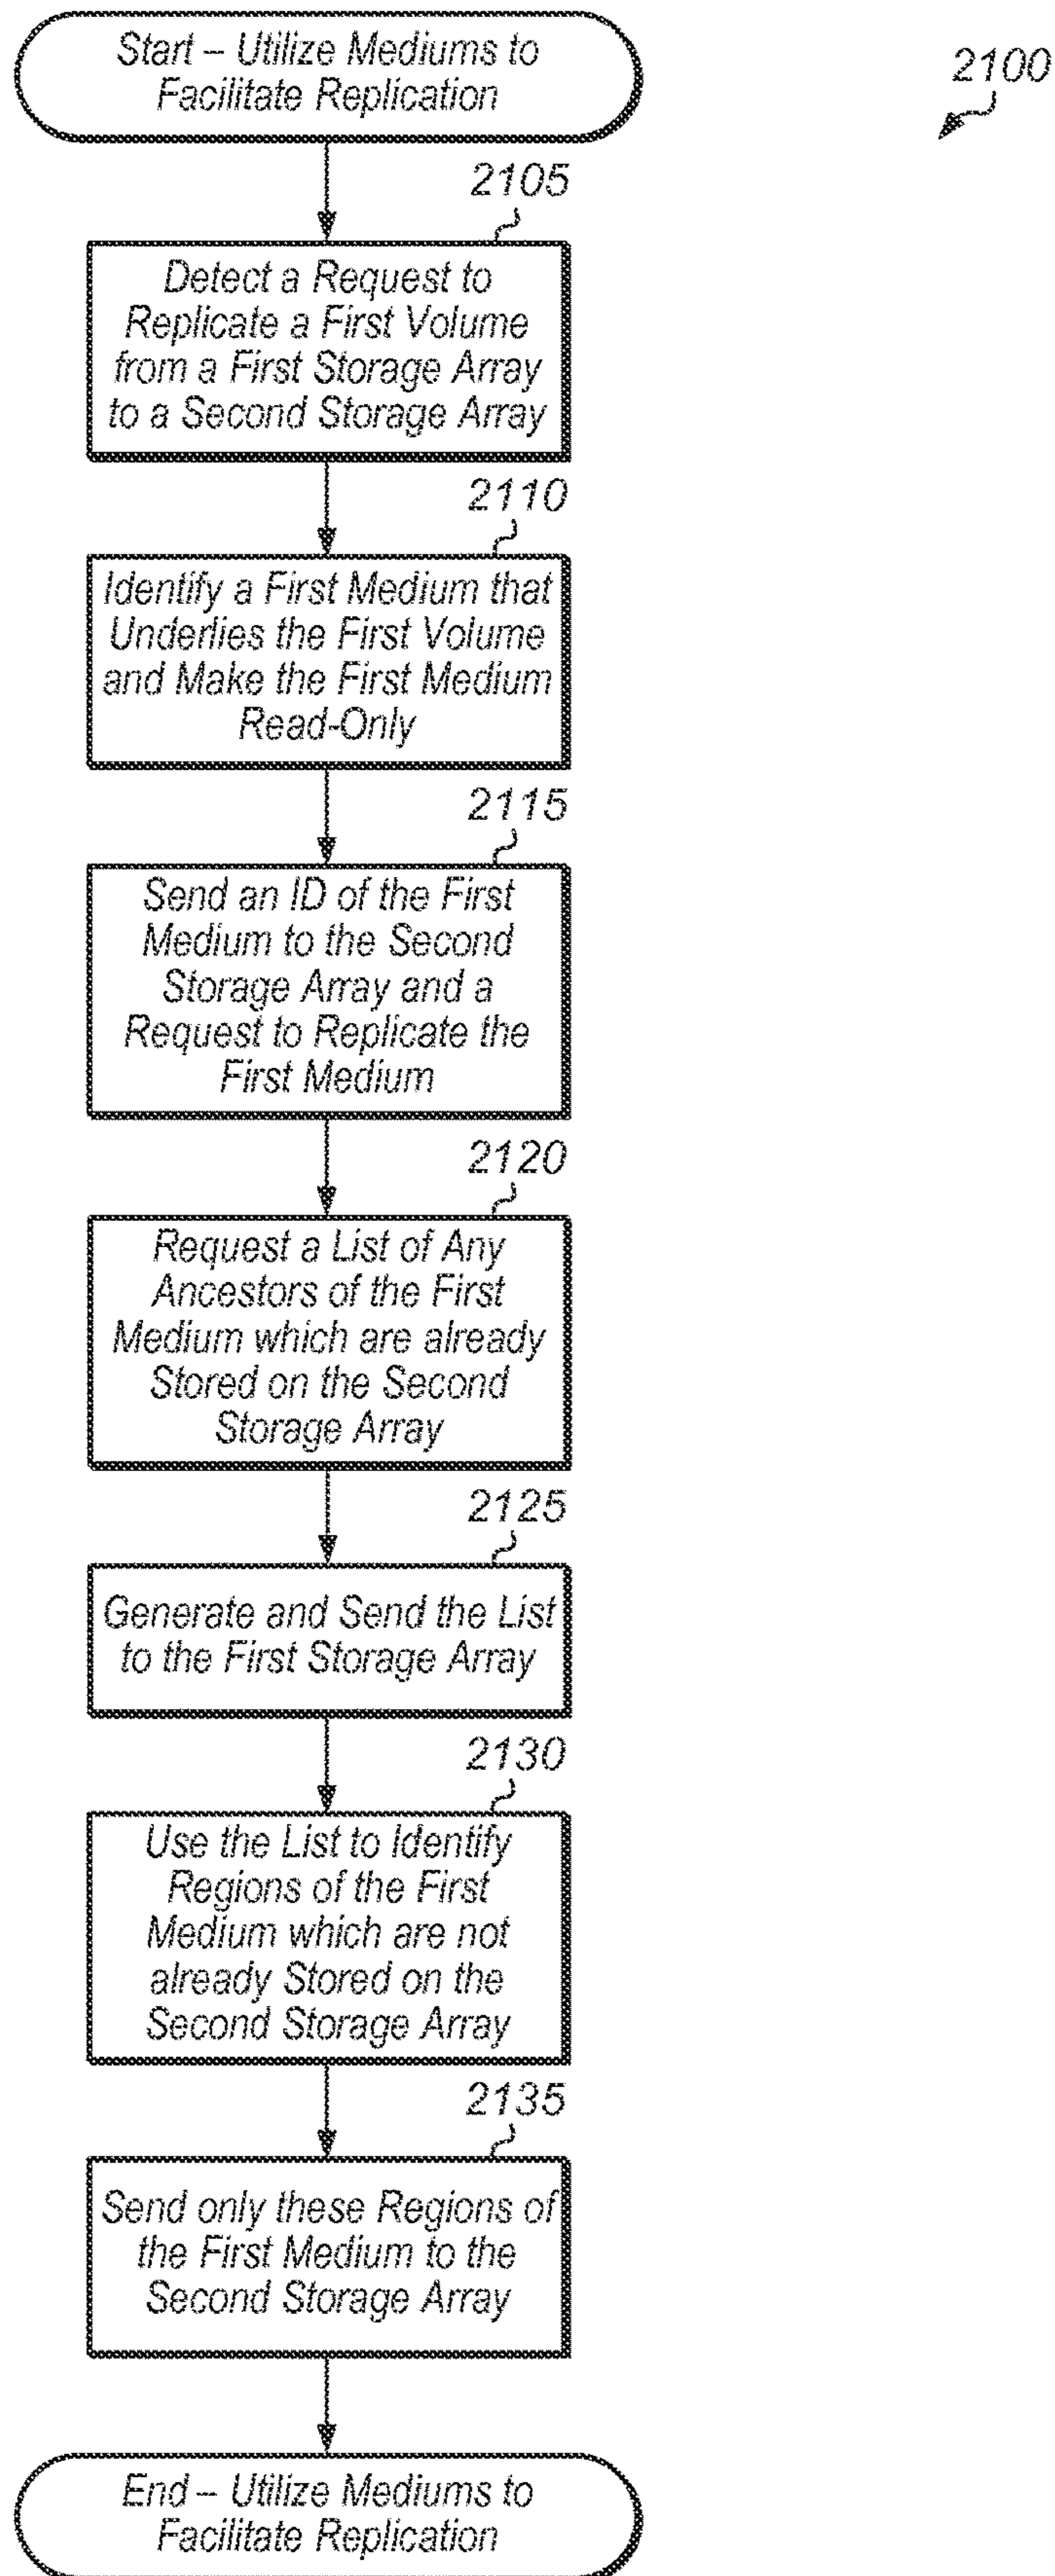 Start – Utilize Mediums to
Facilitate Replication
2100
2105
Detect a Request to
Replicate a First Volume
from a First Storage Array
to a Second Storage Array
2110
Identify a First Medium that
Underlies the First Volume
and Make the First Medium
Read-Only
2115
Send an ID of the First
Medium to the Second
Storage Array and a
Request to Replicate the
First Medium
2120
Request a List of Any
Ancestors of the First
Medium which are already
Stored on the Second
Storage Array
2125
Generate and Send the List
to the First Storage Array
2130
Use the List to Identify
Regions of the First
Medium which are not
already Stored on the
Second Storage Array
2135
Send only these Regions of
the First Medium to the
Second Storage Array
End – Utilize Mediums to
Facilitate Replication